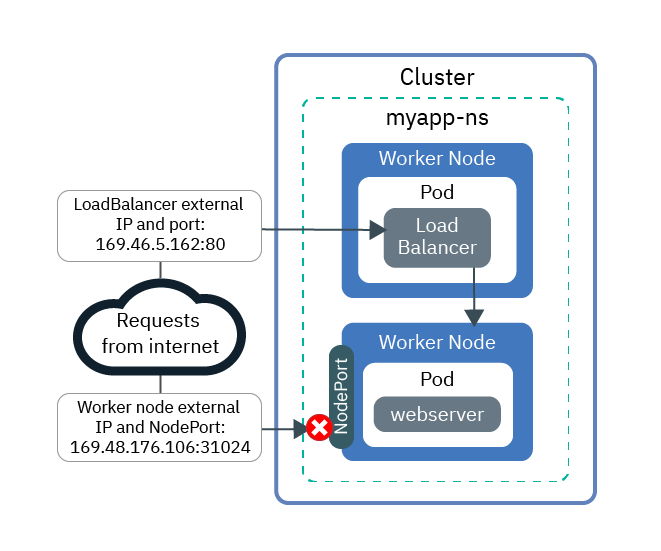 Cluster
myapp-ns
Worker Node
Pod
Load
Balancer
LoadBalancer external
IP and port:
169.46.5.162:80
Requests
from internet
Worker node external
IP and NodePort:
169.48.176.106:31024
Worker Node
NodePort
Pod
webserver